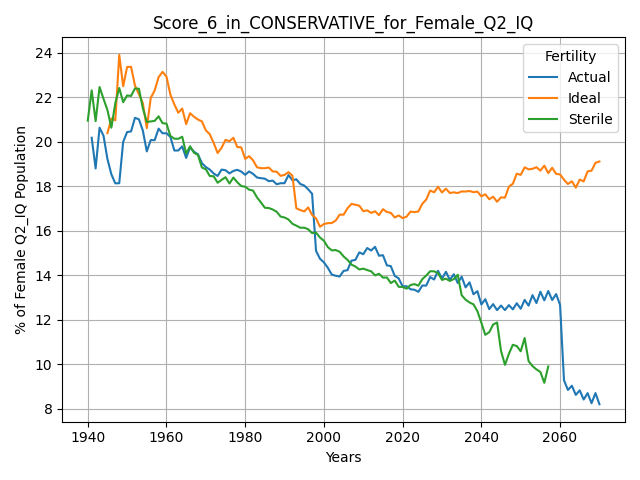 Score_6_in_CONSERVATIVE_for_Female_Q2_IQ
Fertility
Actual
Ideal
Sterile
% of Female Q2_IQ Population
24
22
20
18
16
14
12
10
8
1940 1960 1980 2000 2020 2040 2060
Years